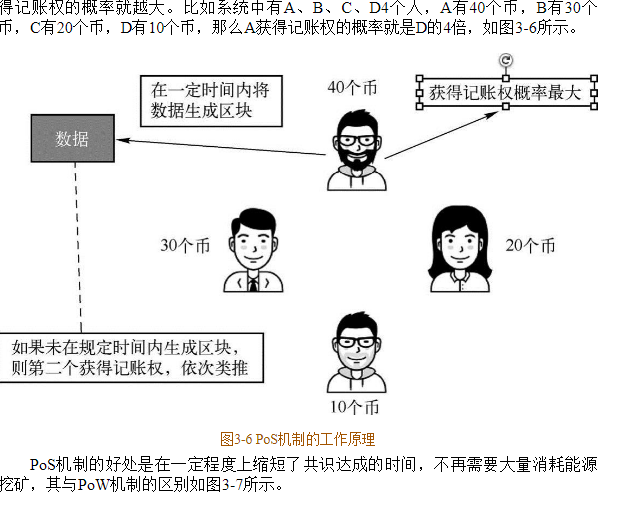 得记账权的概率就越大。比如系统中有A、B、C、D4个人，A有40个币，B有30个
币，C有20个币，D有10个币，那么A获得记账权的概率就是D的4倍，如图3-6所示。
在一定时间内将
数据生成区块
40个币
获得记账权概率最大
数据
30个币
20个币
如果未在规定时间内生成区块，
则第二个获得记账权，依次类推
10个币
图3-6 PoS机制的工作原理
PoS机制的好处是在一定程度上缩短了共识达成的时间，不再需要大量消耗能源
挖矿，其与PoW机制的区别如图3-7所示。